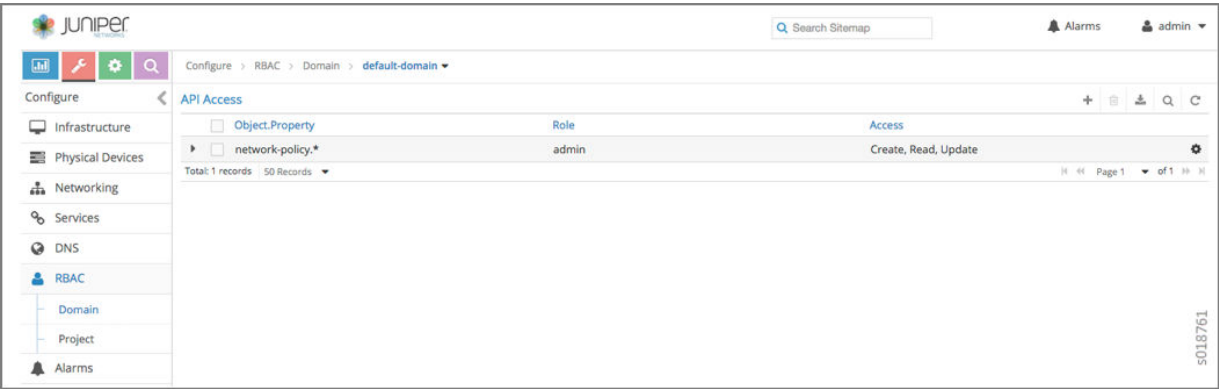 JUNIPER
NETWORKS
Search Sitemap
Alarms
admin
Configure > RBAC > Domain > default-domain
Configure
API Access
Infrastructure
Object.Property Role Access
network-policy.* admin Create, Read, Update
Physical Devices
Total: 1 records 50 Records Page 1 of 1
Networking
Services
DNS
RBAC
Domain
Project
Alarms
s018761